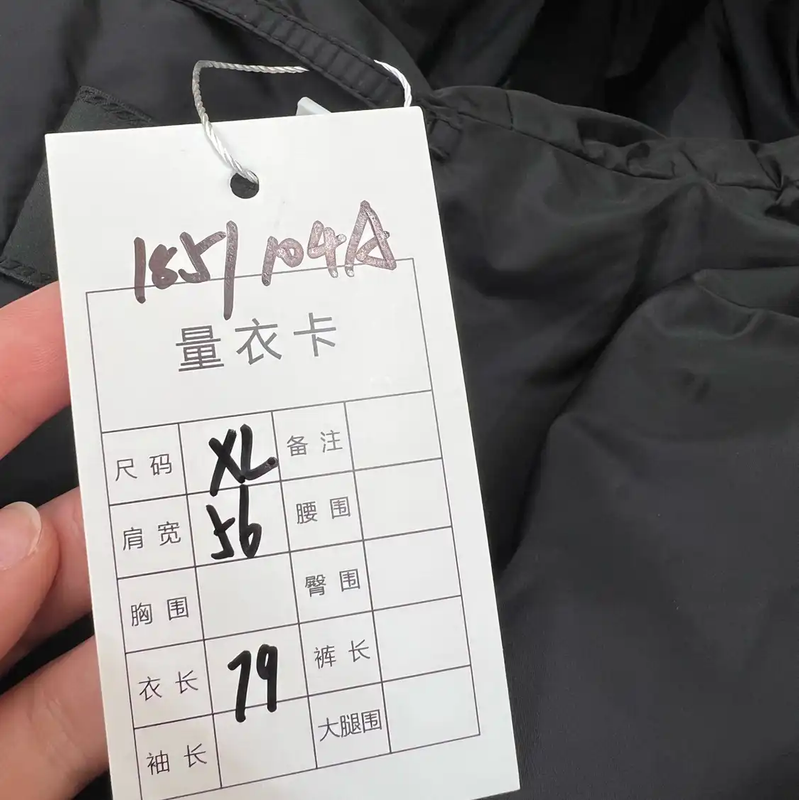 185/104A
量衣卡
尺码 XL 备注
肩宽 56 腰围
胸围 臀围
衣长 79 裤长
袖长 大腿围